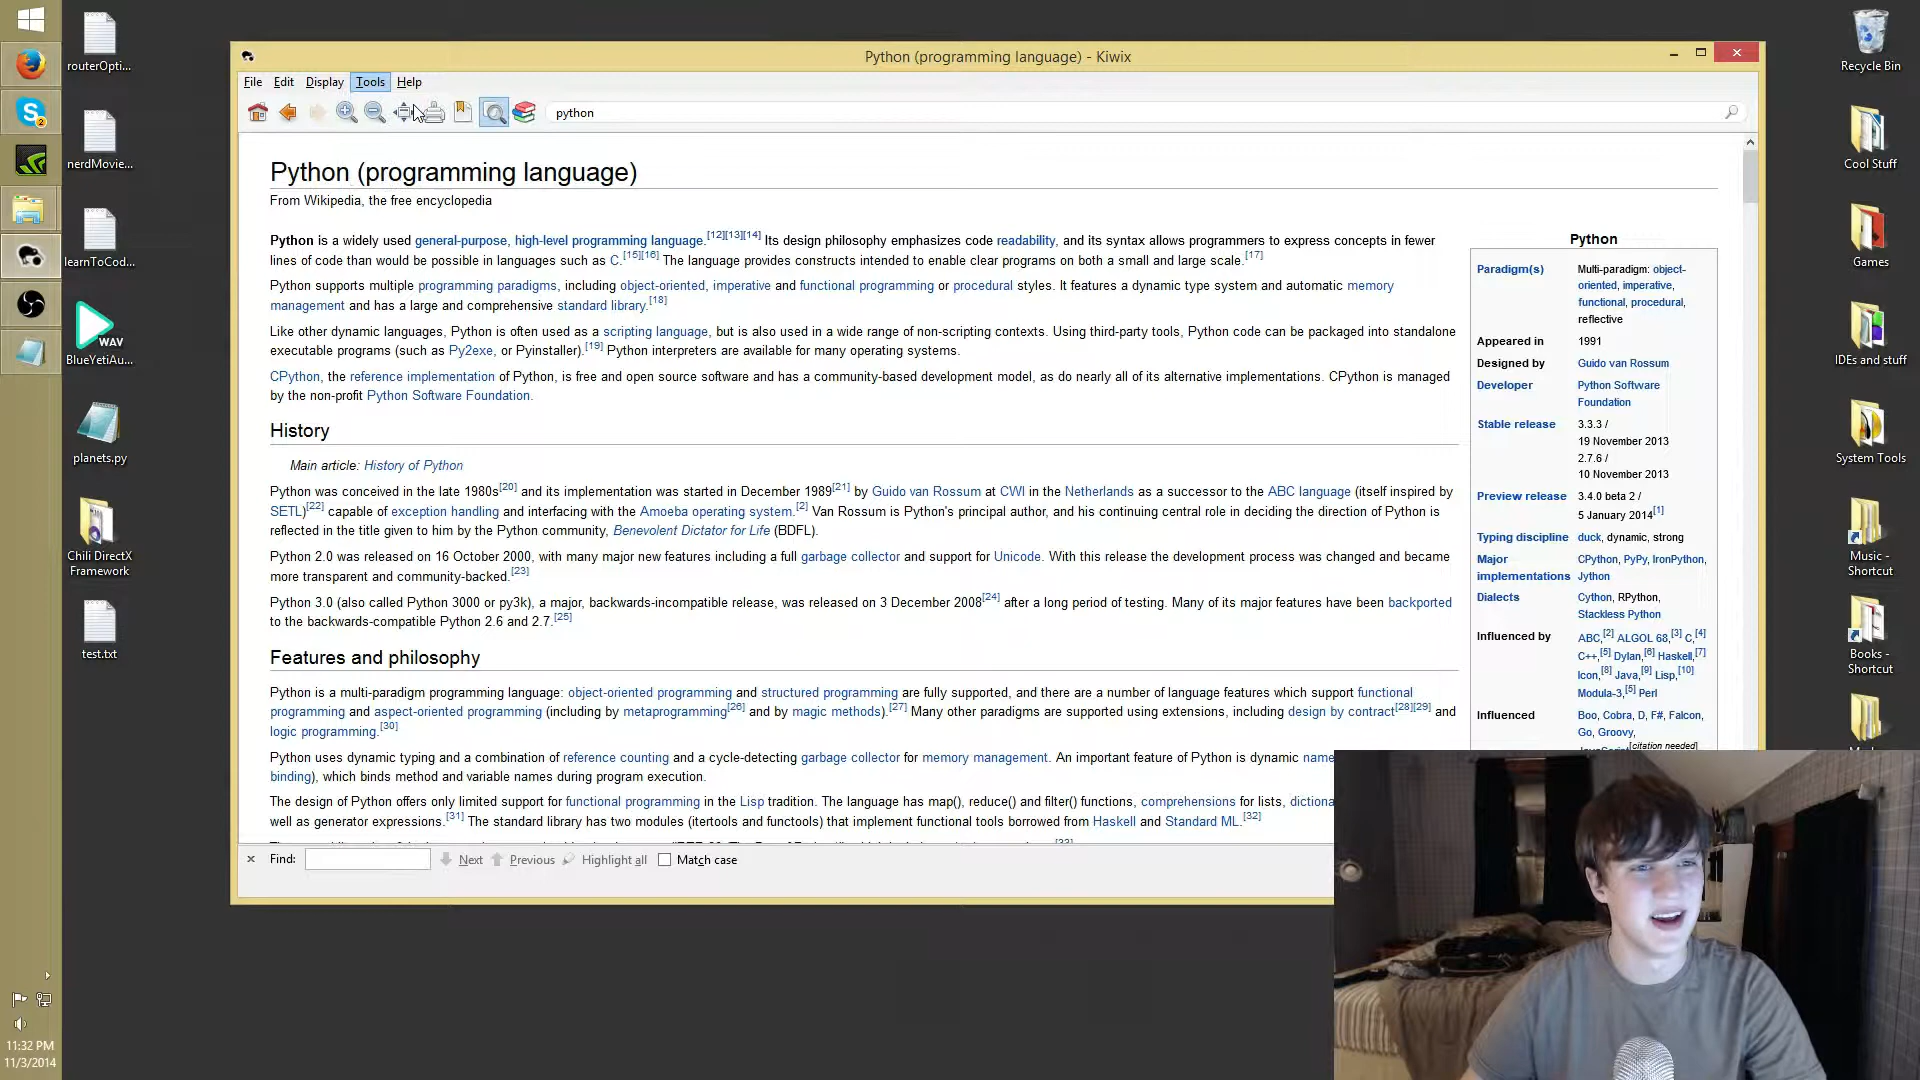 Python (programming language) - Kiwix
File Edit Display Tools Help
python
Python (programming language)
From Wikipedia, the free encyclopedia
Python is a widely used general-purpose, high-level programming language.[12][13][14] Its design philosophy emphasizes code readability, and its syntax allows programmers to express concepts in fewer
lines of code than would be possible in languages such as C.[15][16] The language provides constructs intended to enable clear programs on both a small and large scale.[17]
Python supports multiple programming paradigms, including object-oriented, imperative and functional programming or procedural styles. It features a dynamic type system and automatic memory
management and has a large and comprehensive standard library.[18]
Like other dynamic languages, Python is often used as a scripting language, but is also used in a wide range of non-scripting contexts. Using third-party tools, Python code can be packaged into standalone
executable programs (such as Py2exe, or Pyinstaller).[19] Python interpreters are available for many operating systems.
CPython, the reference implementation of Python, is free and open source software and has a community-based development model, as do nearly all of its alternative implementations. CPython is managed
by the non-profit Python Software Foundation.
History
Main article: History of Python
Python was conceived in the late 1980s[20] and its implementation was started in December 1989[21] by Guido van Rossum at CWI in the Netherlands as a successor to the ABC language (itself inspired by
SETL)[22] capable of exception handling and interfacing with the Amoeba operating system.[2] Van Rossum is Python's principal author, and his continuing central role in deciding the direction of Python is
reflected in the title given to him by the Python community, Benevolent Dictator for Life (BDFL).
Python 2.0 was released on 16 October 2000, with many major new features including a full garbage collector and support for Unicode. With this release the development process was changed and became
more transparent and community-backed.[23]
Python 3.0 (also called Python 3000 or py3k), a major, backwards-incompatible release, was released on 3 December 2008[24] after a long period of testing. Many of its major features have been backported
to the backwards-compatible Python 2.6 and 2.7.[25]
Features and philosophy
Python is a multi-paradigm programming language: object-oriented programming and structured programming are fully supported, and there are a number of language features which support functional
programming and aspect-oriented programming (including by metaprogramming[26] and by magic methods).[27] Many other paradigms are supported using extensions, including design by contract[28][29] and
logic programming.[30]
Python uses dynamic typing and a combination of reference counting and a cycle-detecting garbage collector for memory management. An important feature of Python is dynamic name
binding), which binds method and variable names during program execution.
The design of Python offers only limited support for functional programming in the Lisp tradition. The language has map(), reduce() and filter() functions, comprehensions for lists, dictiona
well as generator expressions.[31] The standard library has two modules (itertools and functools) that implement functional tools borrowed from Haskell and Standard ML.[32]
Python
Paradigm(s) Multi-paradigm: object-
oriented, imperative,
functional, procedural,
reflective
Appeared in 1991
Designed by Guido van Rossum
Developer Python Software
Foundation
Stable release 3.3.3 /
19 November 2013
2.7.6 /
10 November 2013
Preview release 3.4.0 beta 2 /
5 January 2014[1]
Typing discipline duck, dynamic, strong
Major CPython, PyPy, IronPython,
implementations Jython
Dialects Cython, RPython,
Stackless Python
Influenced by ABC,[2] ALGOL 68,[3] C,[4]
C++,[5] Dylan,[6] Haskell,[7]
Icon,[8] Java,[9] Lisp,[10]
Modula-3,[5] Perl
Influenced Boo, Cobra, D, F#, Falcon,
Go, Groovy,
[citation needed]
Find: Next Previous Highlight all Match case
routerOpti...
nerdMovie...
learnToCod...
WAV
BlueYetiAu...
planets.py
Chili DirectX
Framework
test.txt
Recycle Bin
Cool Stuff
Games
IDEs and stuff
System Tools
Music -
Shortcut
Books -
Shortcut
2
11:32 PM
11/3/2014